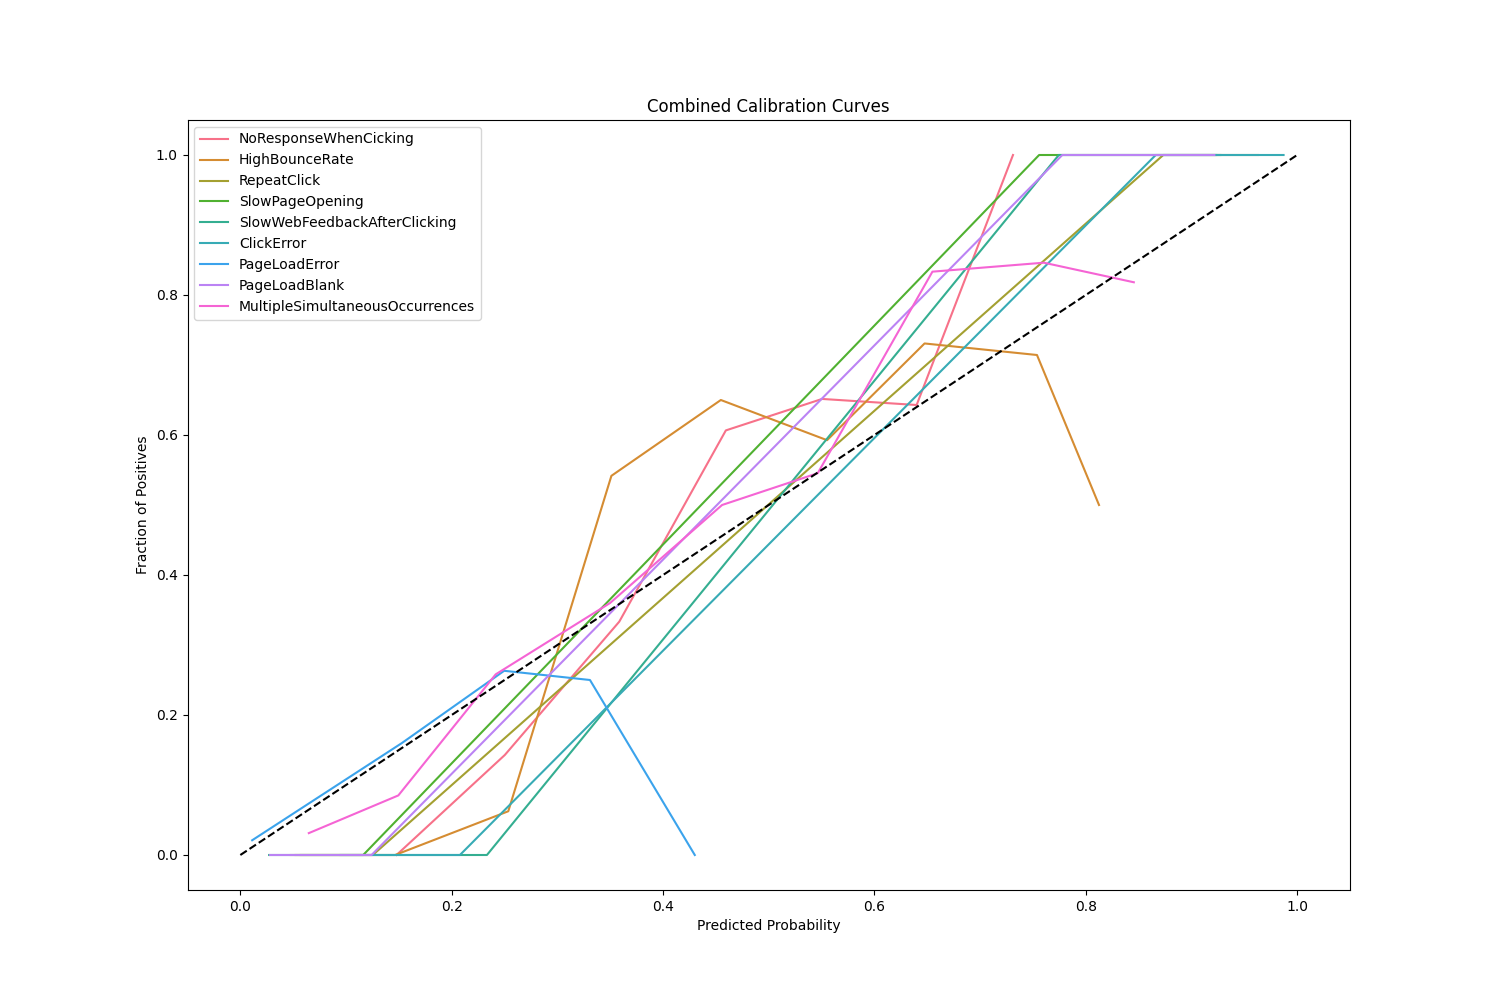 Combined Calibration Curves
NoResponseWhenCicking
HighBounceRate
RepeatClick
SlowPageOpening
SlowWebFeedbackAfterClicking
ClickError
PageLoadError
PageLoadBlank
MultipleSimultaneousOccurrences
Fraction of Positives
1.0
0.8
0.6
0.4
0.2
0.0
0.0 0.2 0.4 0.6 0.8 1.0
Predicted Probability